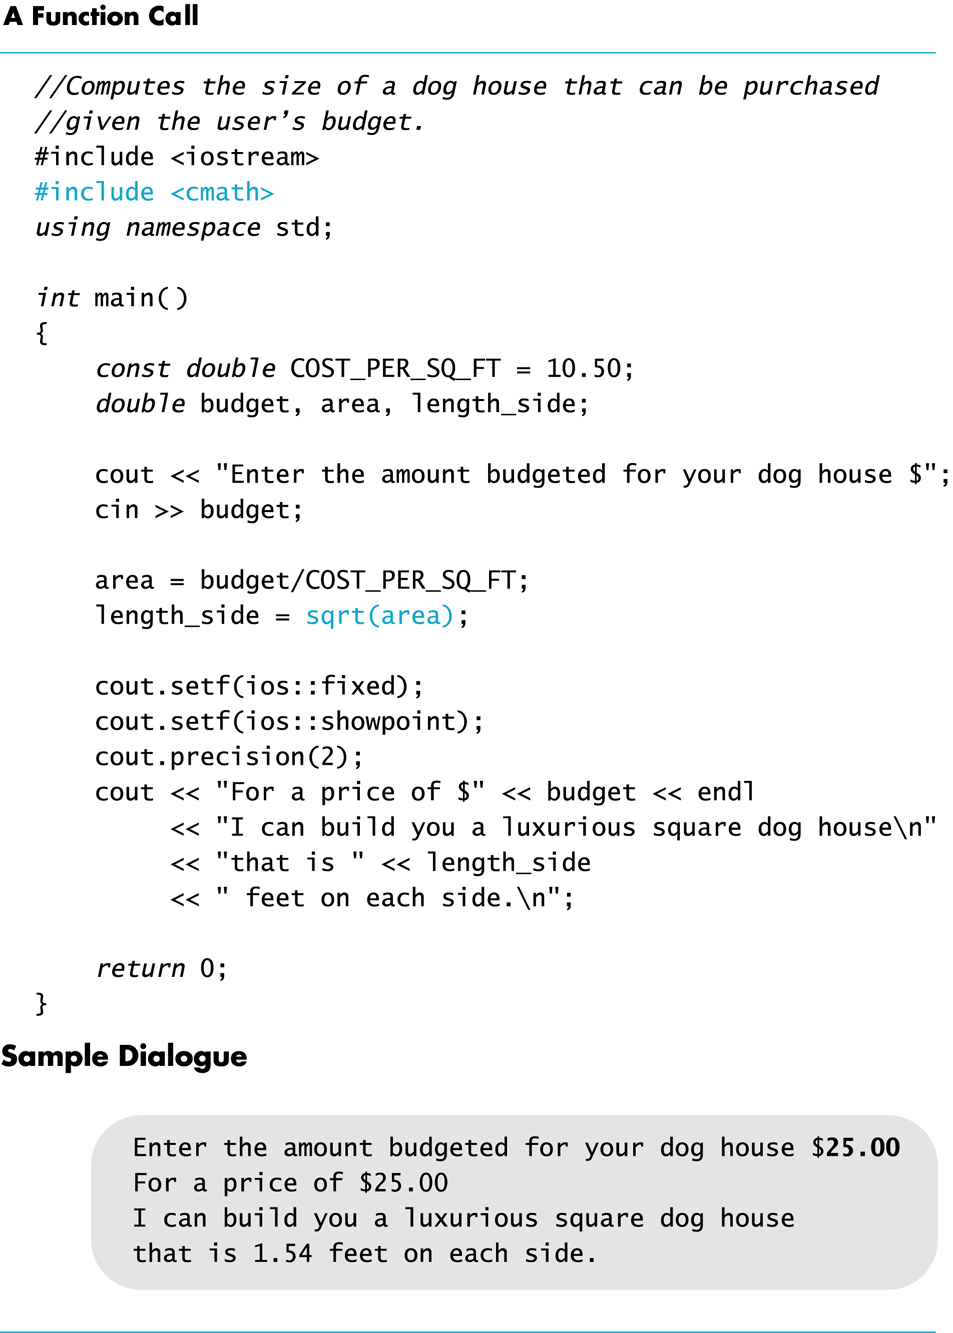 A Function Call
//Computes the size of a dog house that can be purchased
//given the user’s budget.
#include <iostream>
#include <cmath>
using namespace std;
int main()
{
    const double COST_PER_SQ_FT = 10.50;
    double budget, area, length_side;
    cout << "Enter the amount budgeted for your dog house $";
    cin >> budget;
    area = budget/COST_PER_SQ_FT;
    length_side = sqrt(area);
    cout.setf(ios::fixed);
    cout.setf(ios::showpoint);
    cout.precision(2);
    cout << "For a price of $" << budget << endl
         << "I can build you a luxurious square dog house\n"
         << "that is " << length_side
         << " feet on each side.\n";
    return 0;
}
Sample Dialogue
Enter the amount budgeted for your dog house $25.00
For a price of $25.00
I can build you a luxurious square dog house
that is 1.54 feet on each side.